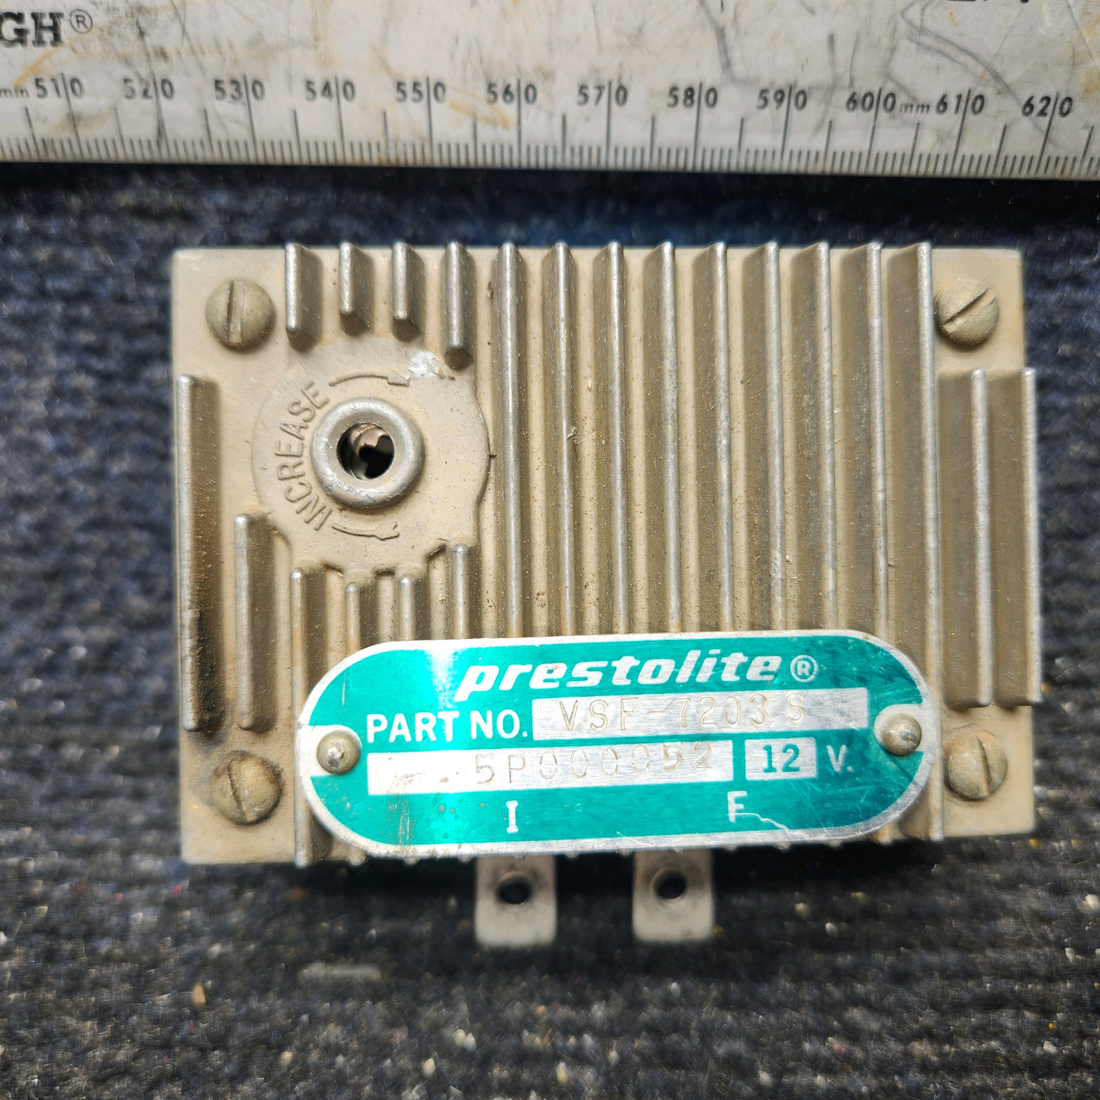 GH®
mm 510 520 530 540 550 560 570 580 590 600 mm 610 620
INCREASE
prestolite®
PART NO. VSF-7203S
5P000052 12 V.
I F